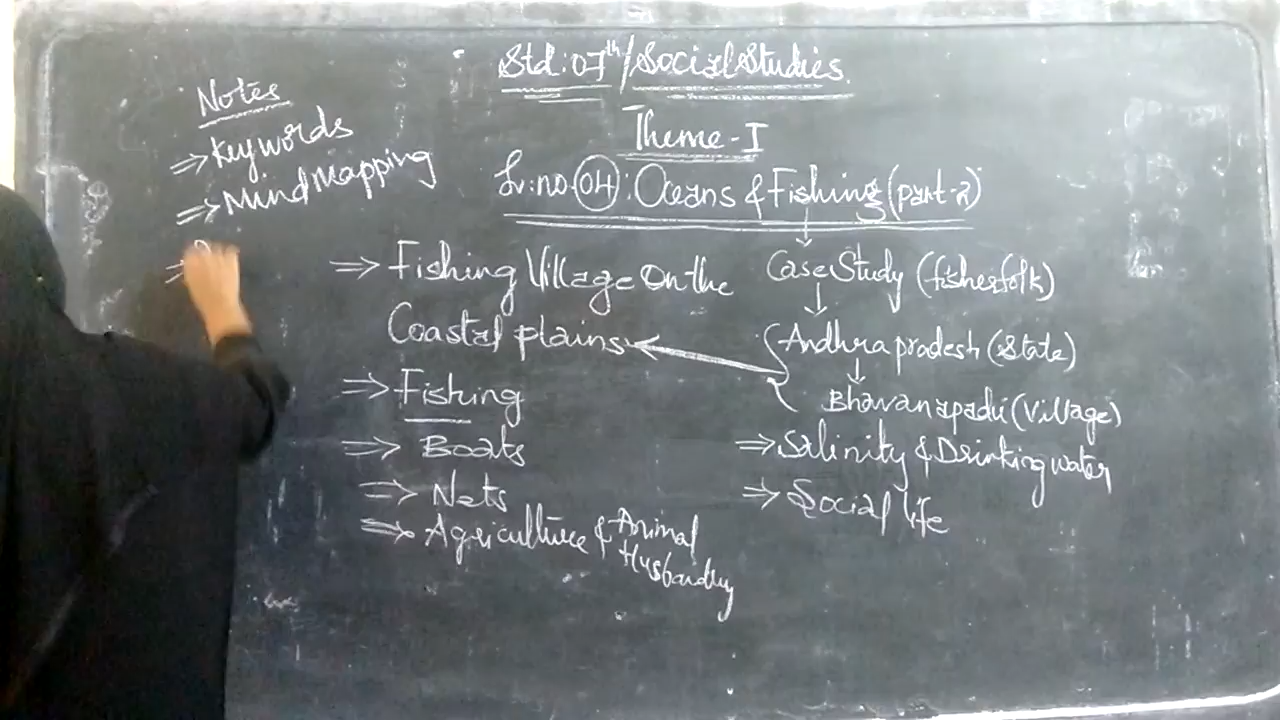 Std:07th/Social Studies
Theme-I
Lr:no.04:Oceans & Fishing (part-2)
Notes
⇒ Keywords
⇒ Mind Mapping
⇒
⇒ Fishing Village On the
Coastal plains
⇒ Fishing
⇒ Boats
⇒ Nets
⇒ Agriculture & Animal
Husbandry
Case Study (fisherfolk)
Andhra pradesh (State)
Bhavanapadu (Village)
⇒ Salinity & Drinking water
⇒ Social life